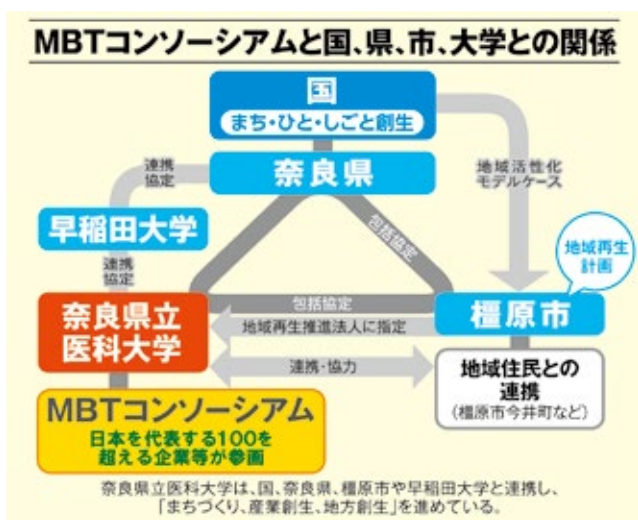 MBTコンソーシアムと国、県、市、大学との関係
国
まち・ひと・しごと創生
連携
協定
奈良県
地域活性化
モデルケース
早稲田大学
包括協定
地域再生
計画
連携
協定
包括協定
奈良県立
医科大学
地域再生推進法人に指定
橿原市
連携・協力
地域住民との
連携
(橿原市今井町など)
MBTコンソーシアム
日本を代表する100を
超える企業等が参画
奈良県立医科大学は、国、奈良県、橿原市や早稲田大学と連携し、
「まちづくり、産業創生、地方創生」を進めている。